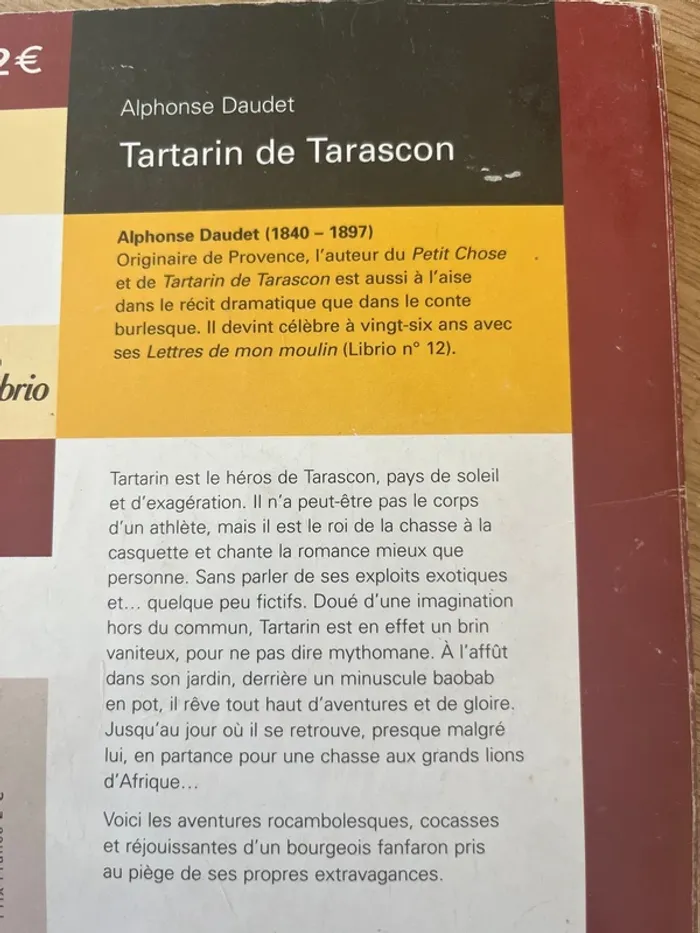 2€
Alphonse Daudet
Tartarin de Tarascon
Alphonse Daudet (1840 – 1897)
Originaire de Provence, l'auteur du Petit Chose
et de Tartarin de Tarascon est aussi à l'aise
dans le récit dramatique que dans le conte
burlesque. Il devint célèbre à vingt-six ans avec
ses Lettres de mon moulin (Librio n° 12).
brio
Tartarin est le héros de Tarascon, pays de soleil
et d'exagération. Il n'a peut-être pas le corps
d'un athlète, mais il est le roi de la chasse à la
casquette et chante la romance mieux que
personne. Sans parler de ses exploits exotiques
et... quelque peu fictifs. Doué d'une imagination
hors du commun, Tartarin est en effet un brin
vaniteux, pour ne pas dire mythomane. À l'affût
dans son jardin, derrière un minuscule baobab
en pot, il rêve tout haut d'aventures et de gloire.
Jusqu'au jour où il se retrouve, presque malgré
lui, en partance pour une chasse aux grands lions
d'Afrique...
Voici les aventures rocambolesques, cocasses
et réjouissantes d'un bourgeois fanfaron pris
au piège de ses propres extravagances.